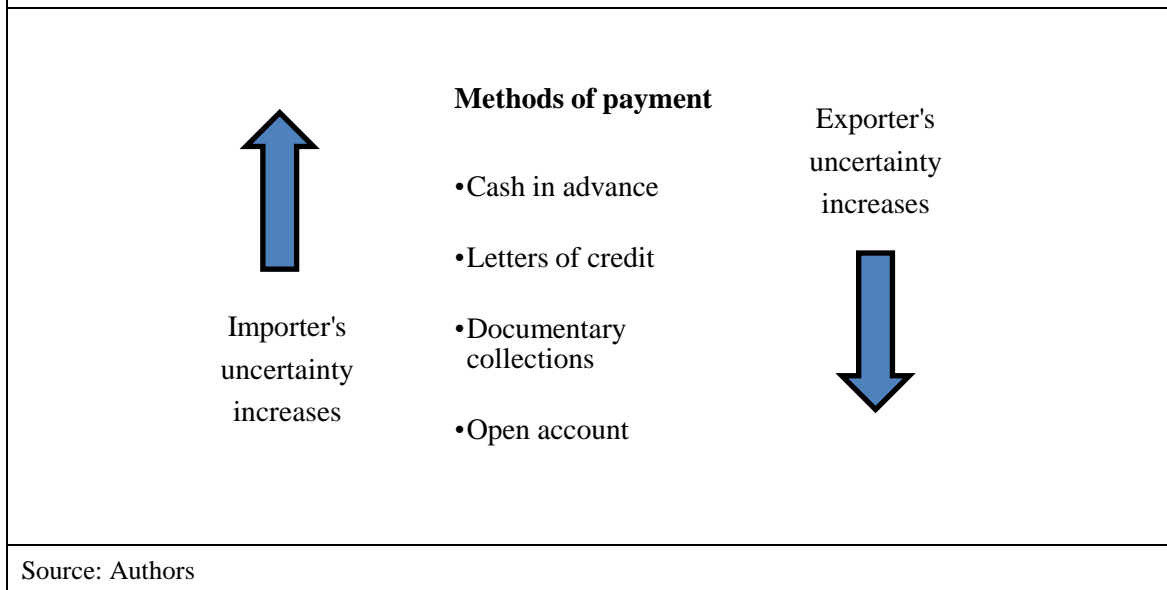 Methods of payment
•Cash in advance
•Letters of credit
•Documentary
collections
•Open account
Importer's
uncertainty
increases
Exporter's
uncertainty
increases
Source: Authors